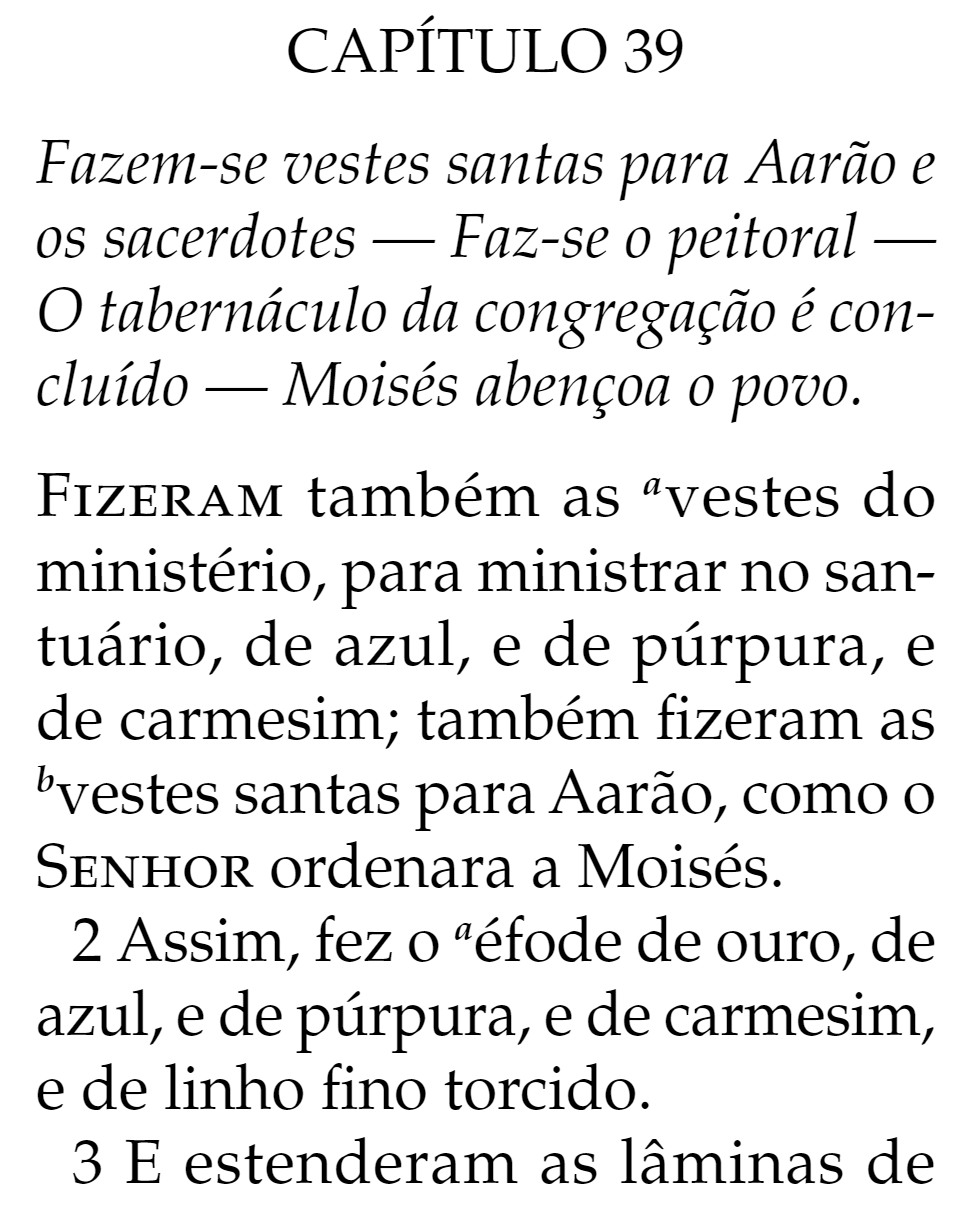 CAPÍTULO 39
Fazem-se vestes santas para Aarão e
os sacerdotes — Faz-se o peitoral —
O tabernáculo da congregação é con-
cluído — Moisés abençoa o povo.
FIZERAM também as ᵃvestes do
ministério, para ministrar no san-
tuário, de azul, e de púrpura, e
de carmesim; também fizeram as
ᵇvestes santas para Aarão, como o
SENHOR ordenara a Moisés.
2 Assim, fez o ᵃéfode de ouro, de
azul, e de púrpura, e de carmesim,
e de linho fino torcido.
3 E estenderam as lâminas de